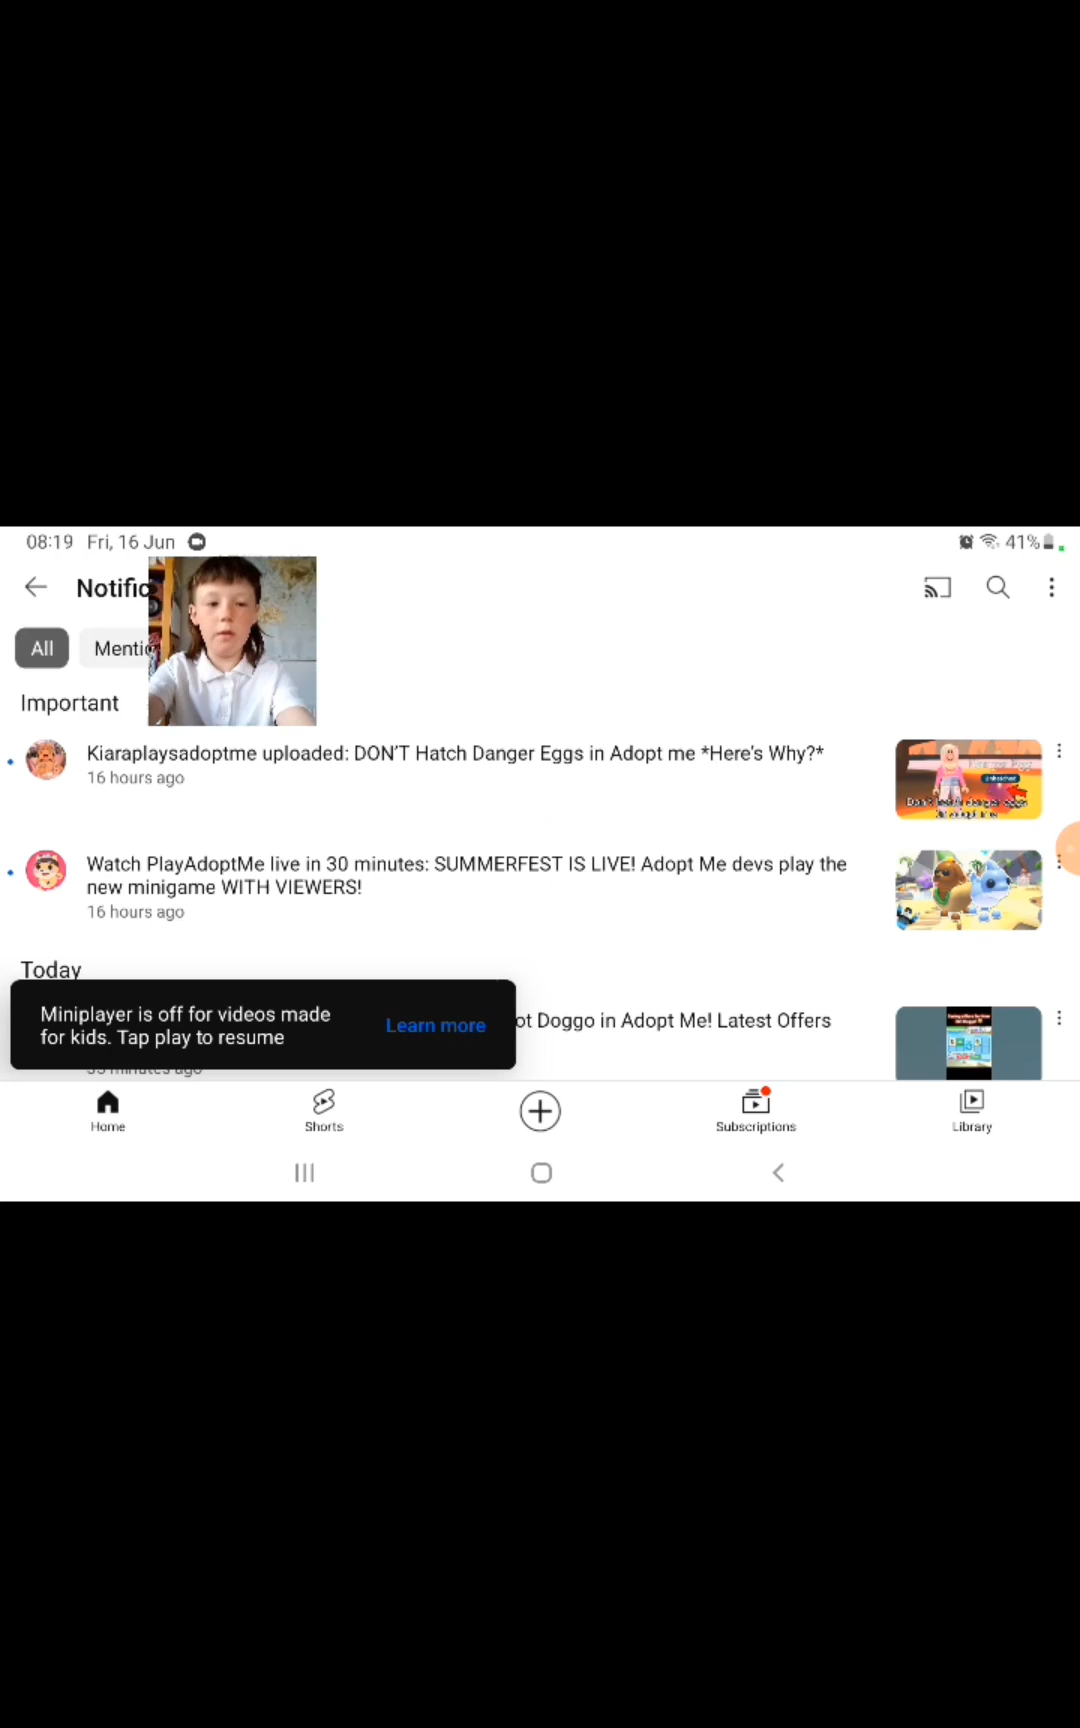 08:19 Fri, 16 Jun
41%
Notific
All
Mentic
Important
Kiaraplaysadoptme uploaded: DON'T Hatch Danger Eggs in Adopt me *Here's Why?*
16 hours ago
Watch PlayAdoptMe live in 30 minutes: SUMMERFEST IS LIVE! Adopt Me devs play the
new minigame WITH VIEWERS!
16 hours ago
Today
ot Doggo in Adopt Me! Latest Offers
Miniplayer is off for videos made
for kids. Tap play to resume
Learn more
Home
Shorts
Subscriptions
Library